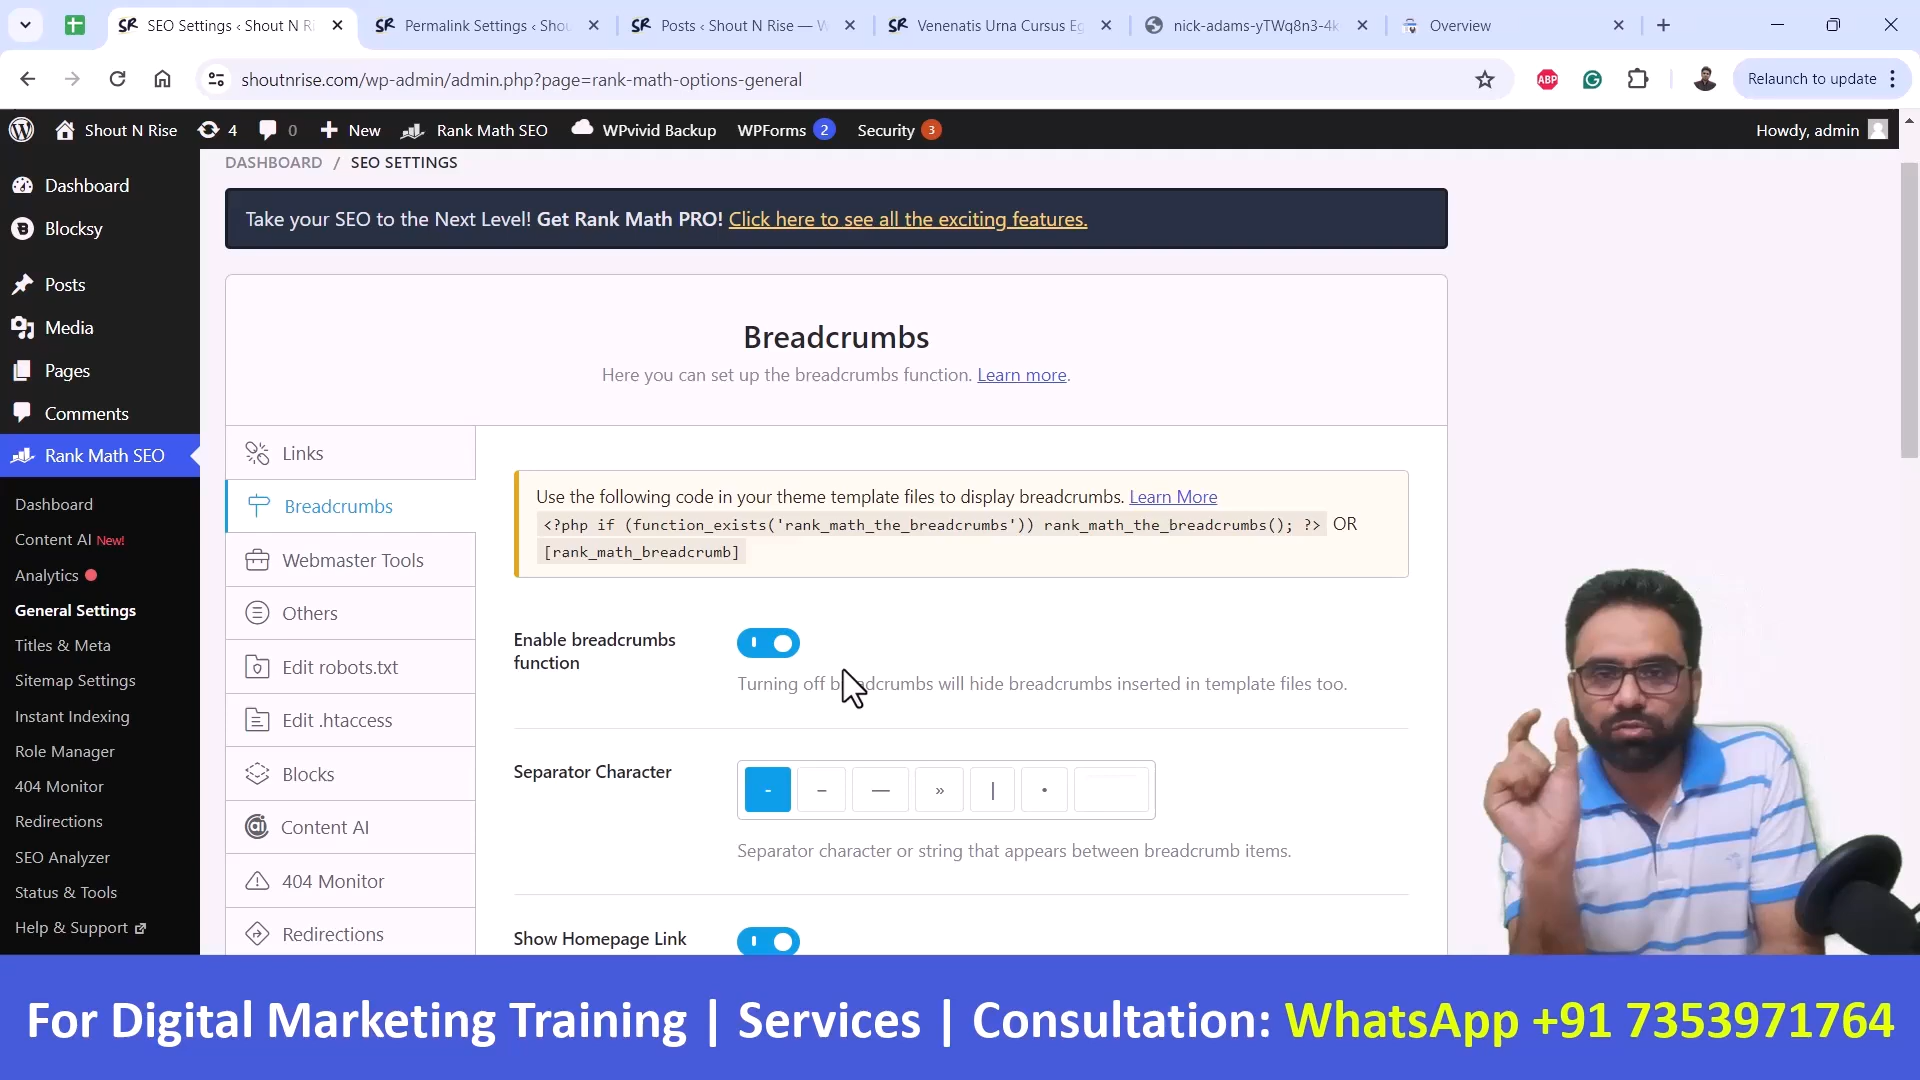 SEO Settings ‹ Shout N Ri
Permalink Settings ‹ Shou
Posts ‹ Shout N Rise — W
Venenatis Urna Cursus Eg
nick-adams-yTWq8n3-4k
Overview
shoutnrise.com/wp-admin/admin.php?page=rank-math-options-general
ABP
Relaunch to update
Shout N Rise
4
0
New
Rank Math SEO
WPvivid Backup
WPForms 2
Security 3
Howdy, admin
DASHBOARD / SEO SETTINGS
Dashboard
Blocksy
Posts
Media
Pages
Comments
Rank Math SEO
Dashboard
Content AI New!
Analytics
General Settings
Titles & Meta
Sitemap Settings
Instant Indexing
Role Manager
404 Monitor
Redirections
SEO Analyzer
Status & Tools
Help & Support
Take your SEO to the Next Level! Get Rank Math PRO! Click here to see all the exciting features.
Breadcrumbs
Here you can set up the breadcrumbs function. Learn more.
Links
Breadcrumbs
Webmaster Tools
Others
Edit robots.txt
Edit .htaccess
Blocks
Content AI
404 Monitor
Redirections
Use the following code in your theme template files to display breadcrumbs. Learn More
<?php if (function_exists('rank_math_the_breadcrumbs')) rank_math_the_breadcrumbs(); ?> OR
[rank_math_breadcrumb]
Enable breadcrumbs
function
Turning off breadcrumbs will hide breadcrumbs inserted in template files too.
Separator Character
- – — » | •
Separator character or string that appears between breadcrumb items.
Show Homepage Link
For Digital Marketing Training | Services | Consultation: WhatsApp +91 7353971764